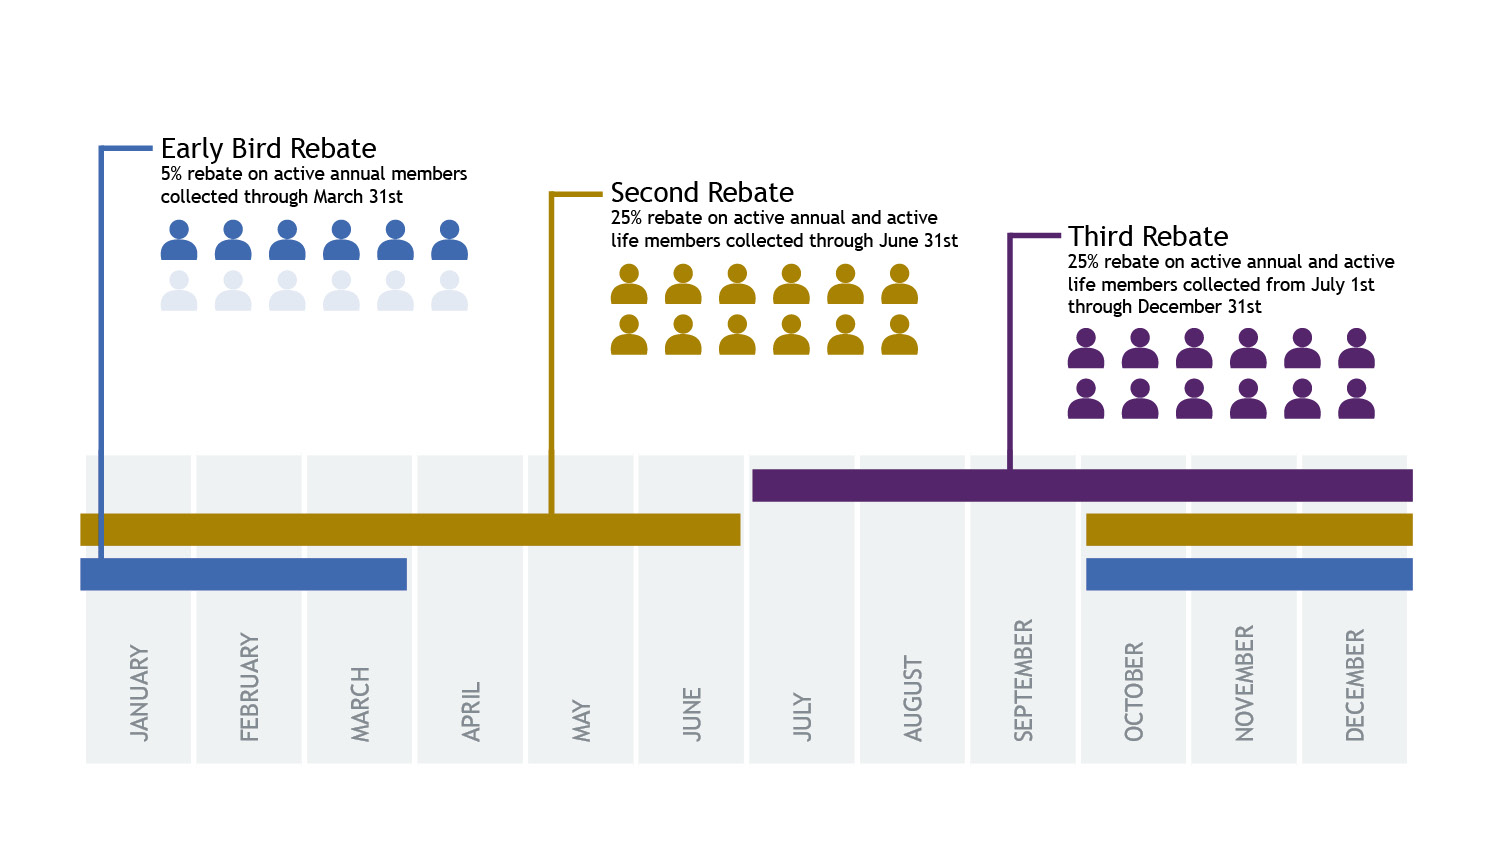 Early Bird Rebate
5% rebate on active annual members
collected through March 31st
Second Rebate
25% rebate on active annual and active
life members collected through June 31st
Third Rebate
25% rebate on active annual and active
life members collected from July 1st
through December 31st
JANUARY
FEBRUARY
MARCH
APRIL
MAY
JUNE
JULY
AUGUST
SEPTEMBER
OCTOBER
NOVEMBER
DECEMBER